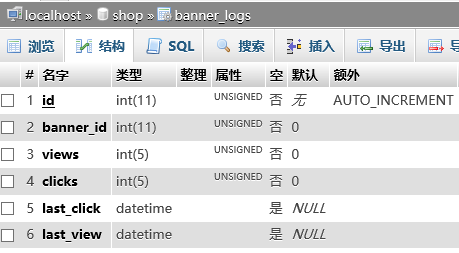 localhost » shop » banner_logs
浏览 结构 SQL 搜索 插入 导出
# 名字 类型 整理 属性 空 默认 额外
1 id int(11) UNSIGNED 否 无 AUTO_INCREMENT
2 banner_id int(11) UNSIGNED 否 0
3 views int(5) UNSIGNED 否 0
4 clicks int(5) UNSIGNED 否 0
5 last_click datetime 是 NULL
6 last_view datetime 是 NULL